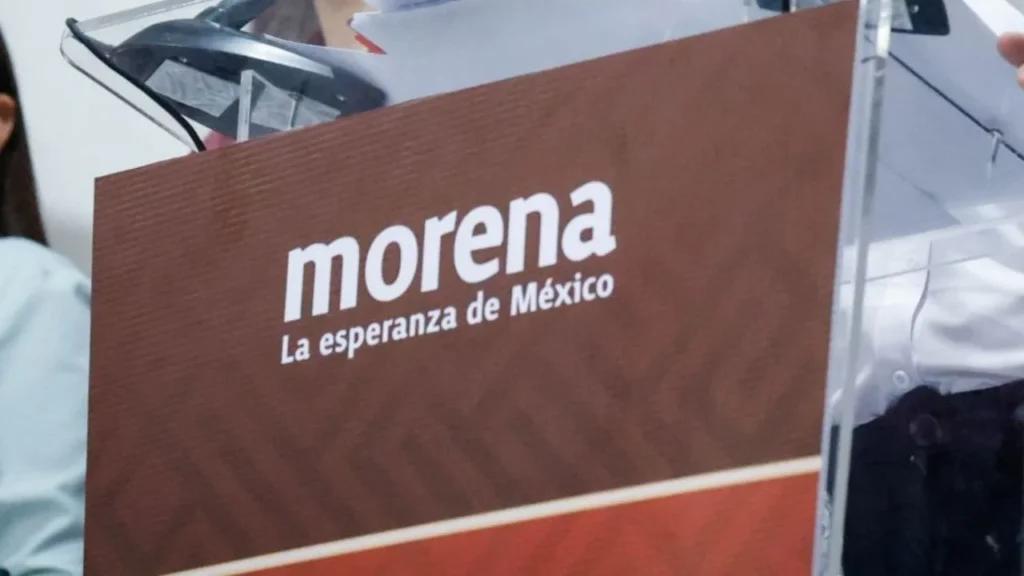 morena
La esperanza de México